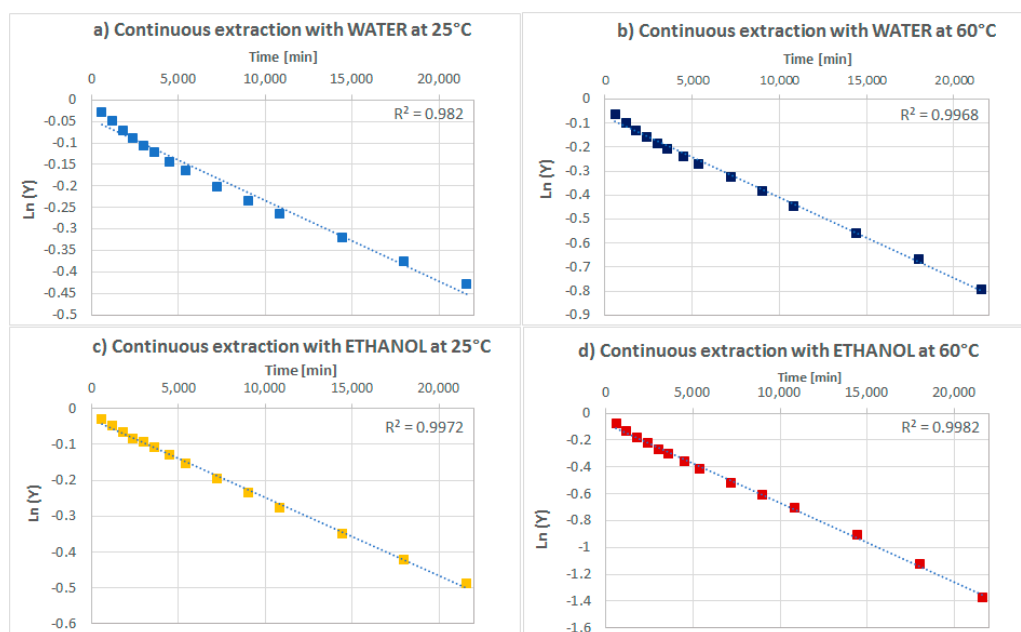 a) Continuous extraction with WATER at 25°C
Time [min]
0 5,000 10,000 15,000 20,000
0
-0.05
-0.1
-0.15
-0.2
-0.25
-0.3
-0.35
-0.4
-0.45
-0.5
Ln (Y)
R² = 0.982
b) Continuous extraction with WATER at 60°C
Time [min]
0 5,000 10,000 15,000 20,000
0
-0.1
-0.2
-0.3
-0.4
-0.5
-0.6
-0.7
-0.8
-0.9
Ln (Y)
R² = 0.9968
c) Continuous extraction with ETHANOL at 25°C
Time [min]
0 5,000 10,000 15,000 20,000
0
-0.1
-0.2
-0.3
-0.4
-0.5
-0.6
Ln (Y)
R² = 0.9972
d) Continuous extraction with ETHANOL at 60°C
Time [min]
0 5,000 10,000 15,000 20,000
0
-0.2
-0.4
-0.6
-0.8
-1
-1.2
-1.4
-1.6
Ln (Y)
R² = 0.9982